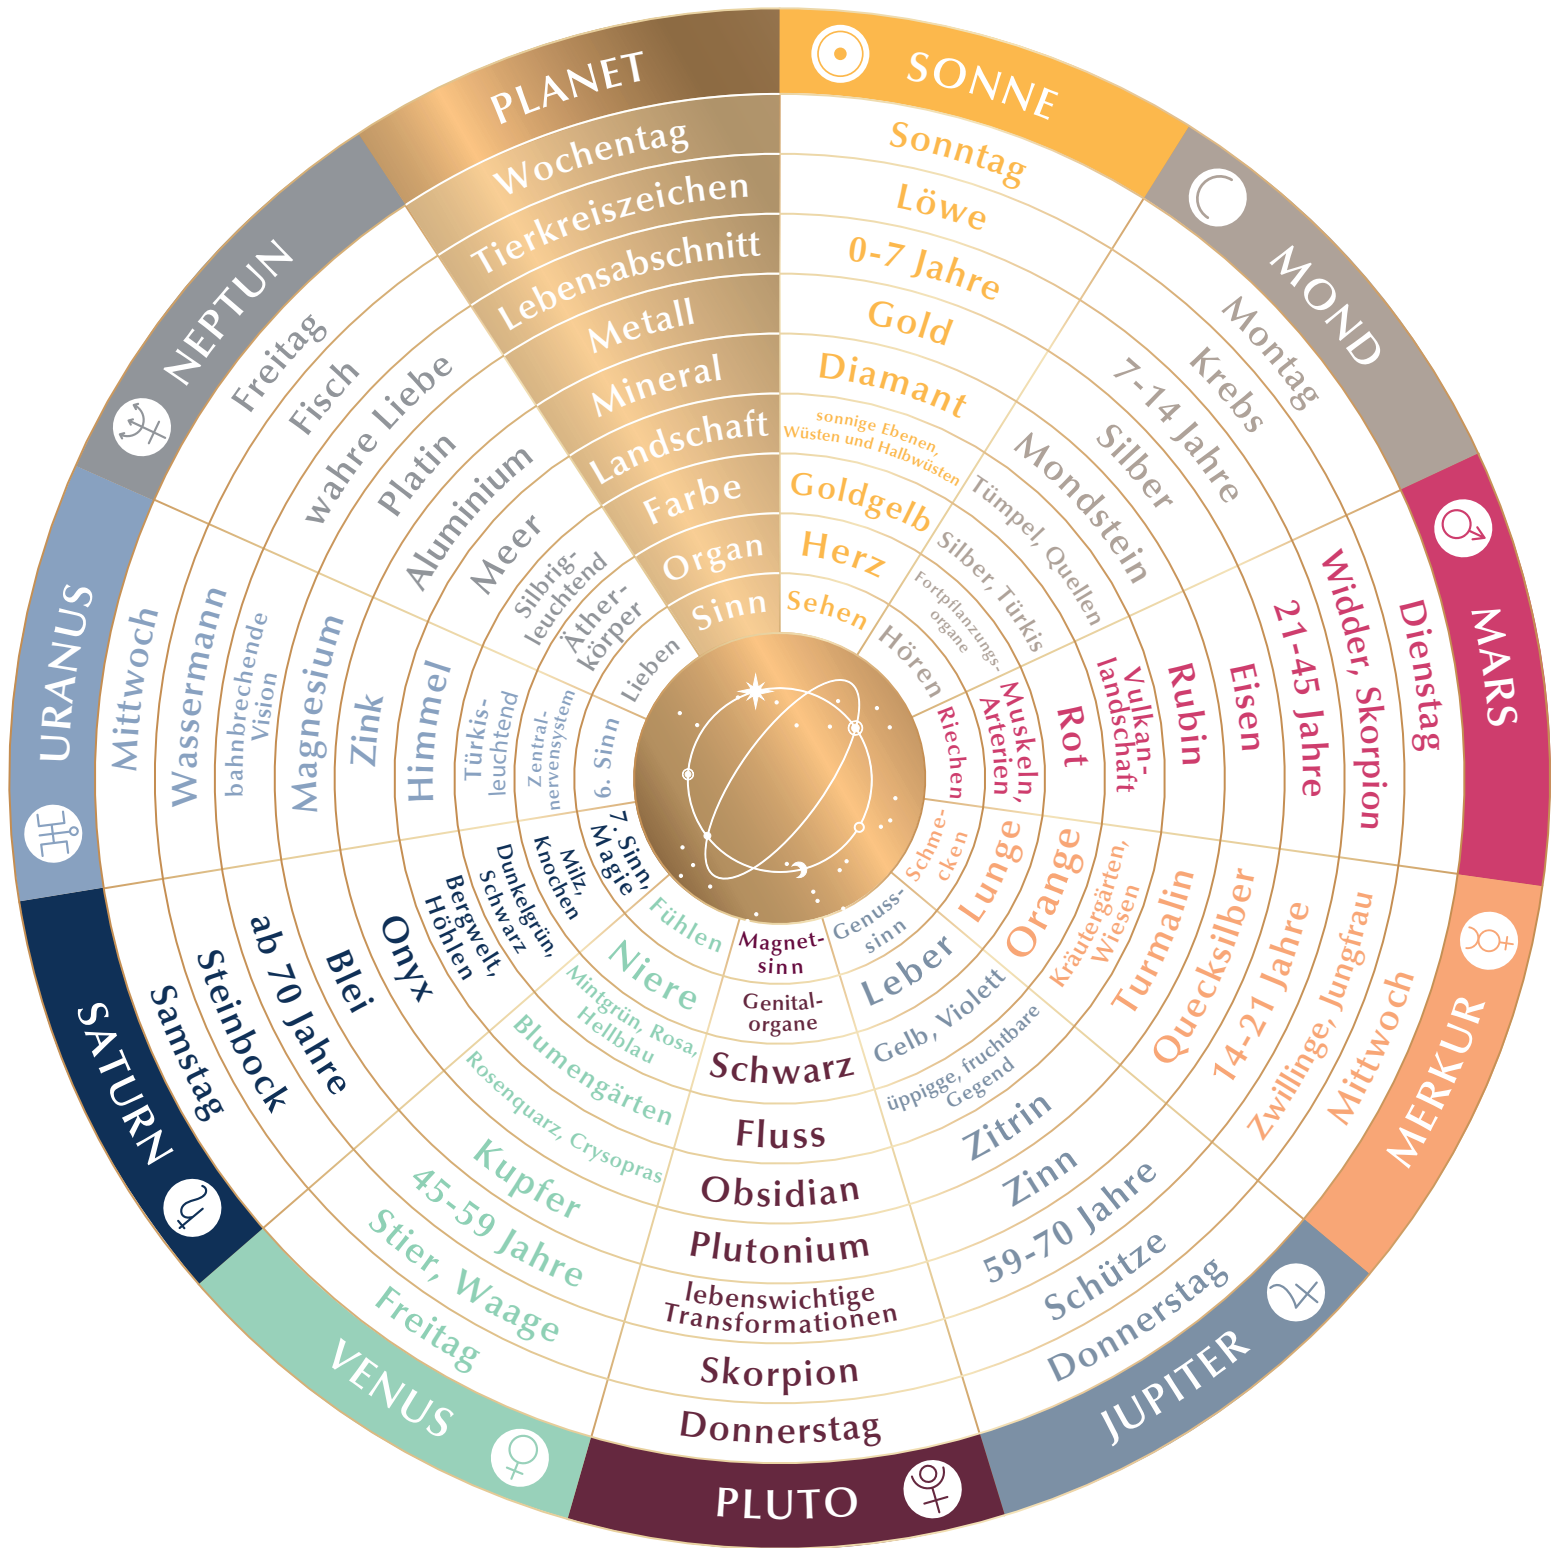 PLANET
Wochentag
Tierkreiszeichen
Lebensabschnitt
Metall
Mineral
Landschaft
Farbe
Organ
Sinn
SONNE
Sonntag
Löwe
0-7 Jahre
Gold
Diamant
sonnige Ebenen,
Wüsten und Halbwüsten
Goldgelb
Herz
Sehen
MOND
Montag
Krebs
7-14 Jahre
Silber
Mondstein
Tümpel, Quellen
Silber, Türkis
Fortpflanzungs-
organe
Hören
MARS
Dienstag
Widder, Skorpion
21-45 Jahre
Eisen
Rubin
Vulkan-
landschaft
Rot
Muskeln,
Arterien
Riechen
MERKUR
Mittwoch
Zwillinge, Jungfrau
14-21 Jahre
Quecksilber
Turmalin
Kräutergärten,
Wiesen
Orange
Lunge
Schme-
cken
JUPITER
Donnerstag
Schütze
59-70 Jahre
Zinn
Zitrin
üppigge, fruchtbare
Gegend
Gelb, Violett
Leber
Genuss-
sinn
PLUTO
Donnerstag
Skorpion
lebenswichtige
Transformationen
Plutonium
Obsidian
Fluss
Schwarz
Genital-
organe
Magnet-
sinn
VENUS
Freitag
Stier, Waage
45-59 Jahre
Kupfer
Rosenquarz, Crysopras
Blumengärten
Mintgrün, Rosa,
Hellblau
Niere
Fühlen
SATURN
Samstag
Steinbock
ab 70 Jahre
Blei
Onyx
Bergwelt,
Höhlen
Dunkelgrün,
Schwarz
Milz,
Knochen
7. Sinn,
Magie
URANUS
Mittwoch
Wassermann
bahnbrechende
Vision
Magnesium
Zink
Himmel
Türkis-
leuchtend
Zentral-
nervensystem
6. Sinn
NEPTUN
Freitag
Fisch
wahre Liebe
Platin
Aluminium
Meer
Silbrig-
leuchtend
Äther-
körper
Lieben